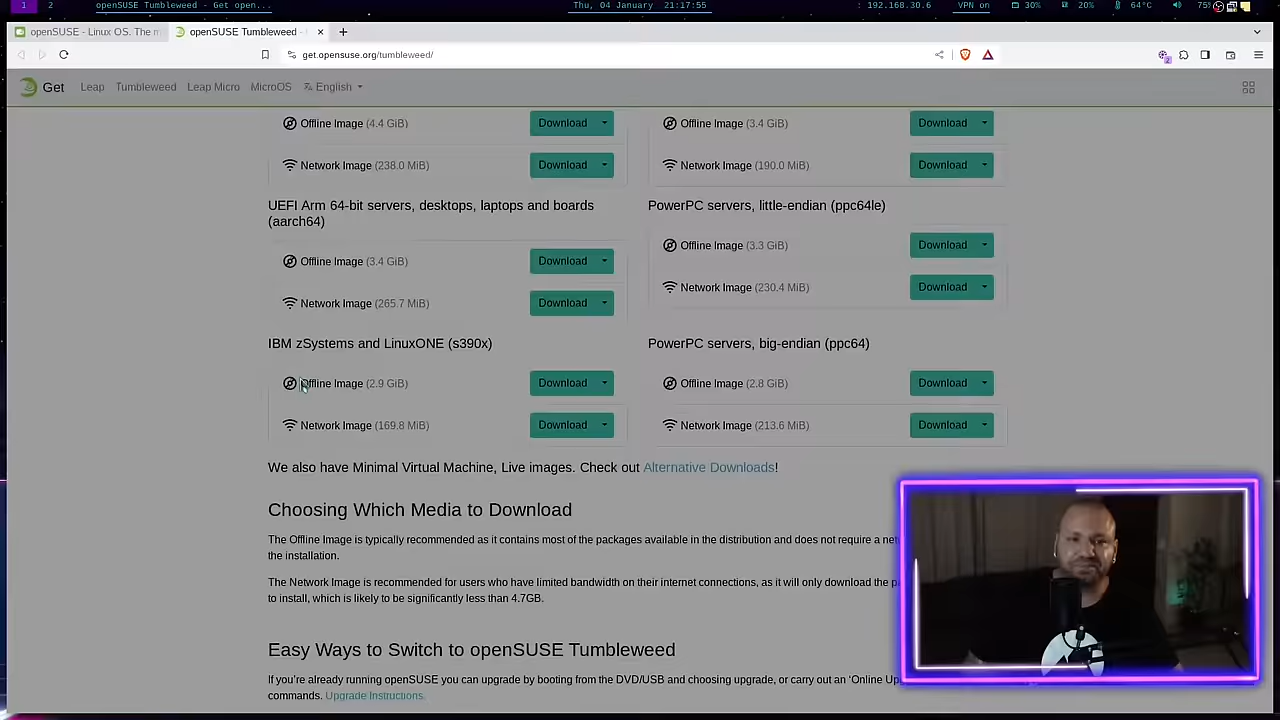 1 2 openSUSE Tumbleweed - Get open... Thu, 04 January 21:17:55 : 192.168.30.6 VPN on 30% 20% 64°C 75%
openSUSE - Linux OS. The m openSUSE Tumbleweed -
get.opensuse.org/tumbleweed/
2
Get Leap Tumbleweed Leap Micro MicroOS English
Offline Image (4.4 GiB) Download
Offline Image (3.4 GiB) Download
Network Image (238.0 MiB) Download
Network Image (190.0 MiB) Download
UEFI Arm 64-bit servers, desktops, laptops and boards
(aarch64)
Offline Image (3.4 GiB) Download
Network Image (265.7 MiB) Download
PowerPC servers, little-endian (ppc64le)
Offline Image (3.3 GiB) Download
Network Image (230.4 MiB) Download
IBM zSystems and LinuxONE (s390x)
Offline Image (2.9 GiB) Download
Network Image (169.8 MiB) Download
PowerPC servers, big-endian (ppc64)
Offline Image (2.8 GiB) Download
Network Image (213.6 MiB) Download
We also have Minimal Virtual Machine, Live images. Check out Alternative Downloads!
Choosing Which Media to Download
The Offline Image is typically recommended as it contains most of the packages available in the distribution and does not require a net
the installation.
The Network Image is recommended for users who have limited bandwidth on their internet connections, as it will only download the p
to install, which is likely to be significantly less than 4.7GB.
Easy Ways to Switch to openSUSE Tumbleweed
If you're already running openSUSE you can upgrade by booting from the DVD/USB and choosing upgrade, or carry out an 'Online Up
commands. Upgrade Instructions.